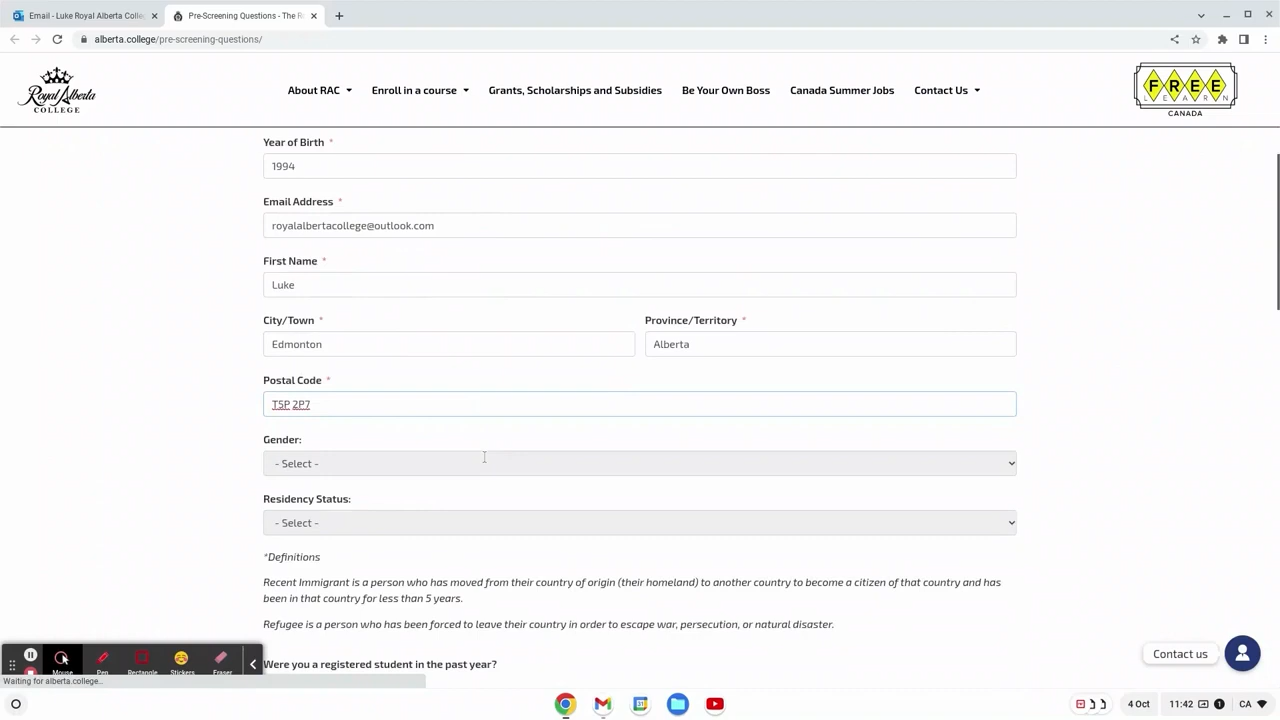 Email - Luke Royal Alberta Colle
Pre-Screening Questions - The Ro
alberta.college/pre-screening-questions/
Royal Alberta
COLLEGE
About RAC
Enroll in a course
Grants, Scholarships and Subsidies
Be Your Own Boss
Canada Summer Jobs
Contact Us
FREE
LEARN
CANADA
Year of Birth *
1994
Email Address *
royalalbertacollege@outlook.com
First Name *
Luke
City/Town * Province/Territory *
Edmonton Alberta
Postal Code *
T5P 2P7
Gender:
- Select -
Residency Status:
- Select -
*Definitions
Recent Immigrant is a person who has moved from their country of origin (their homeland) to another country to become a citizen of that country and has
been in that country for less than 5 years.
Refugee is a person who has been forced to leave their country in order to escape war, persecution, or natural disaster.
Were you a registered student in the past year?
Contact us
Mouse Pen Rectangle Stickers Eraser
Waiting for alberta.college...
4 Oct 11:42 1 CA